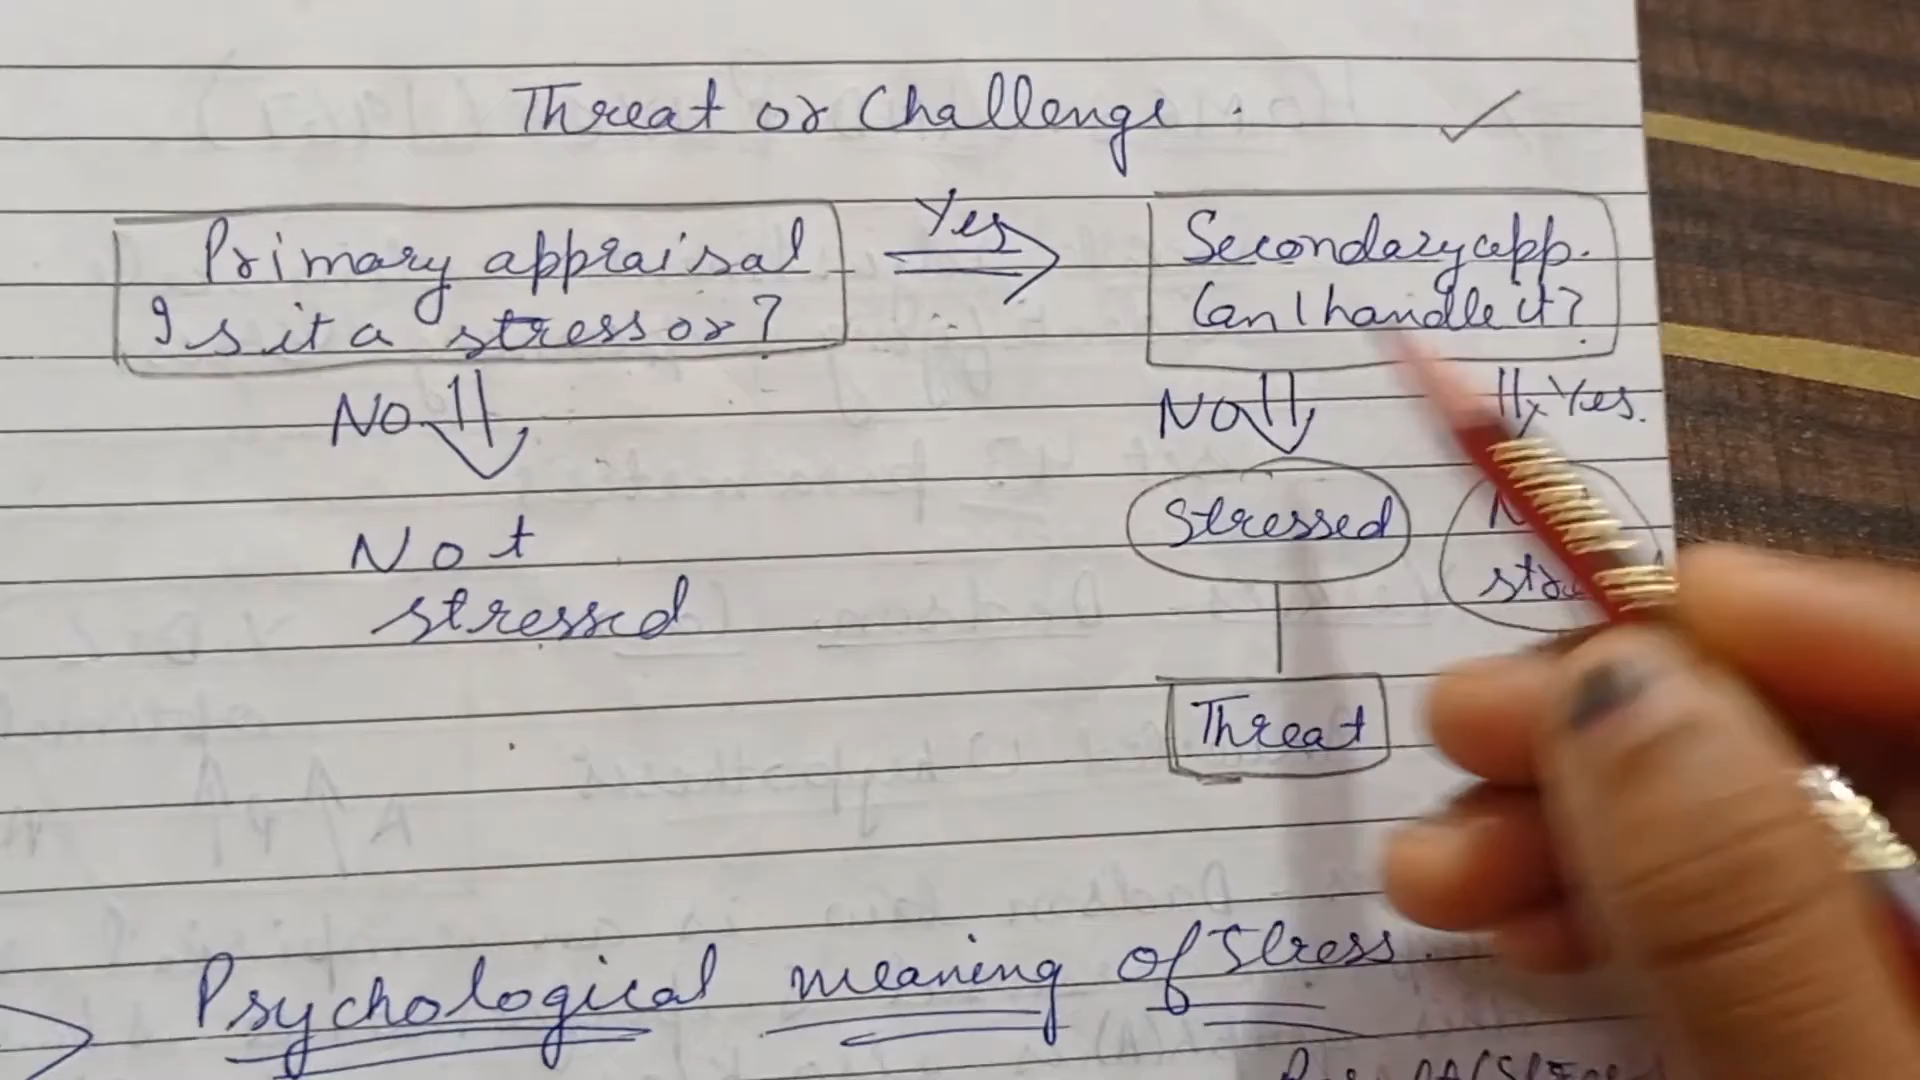 Threat or Challenge.
Primary appraisal
Is it a stressor?
Yes
Secondary app.
Can I handle it?
No
No
Yes.
Not
stressed
Stressed
Threat
Psychological meaning of Stress.